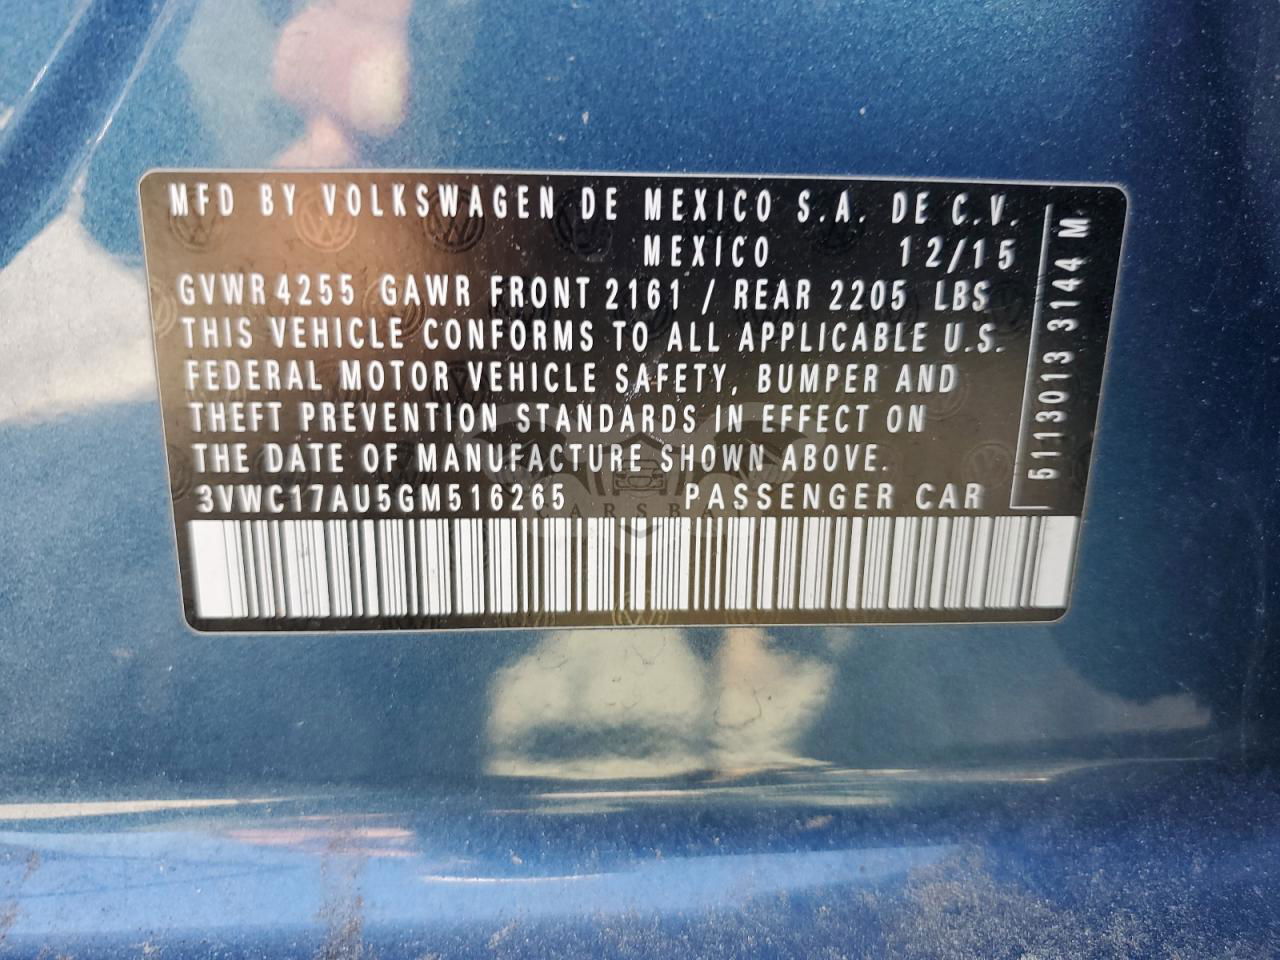 MFD BY VOLKSWAGEN DE MEXICO S.A. DE C.V.
MEXICO 12/15
GVWR 4255 GAWR FRONT 2161 / REAR 2205 LBS
THIS VEHICLE CONFORMS TO ALL APPLICABLE U.S.
FEDERAL MOTOR VEHICLE SAFETY, BUMPER AND
THEFT PREVENTION STANDARDS IN EFFECT ON
THE DATE OF MANUFACTURE SHOWN ABOVE.
3VWC17AU5GM516265 PASSENGER CAR
5113013 3144 M